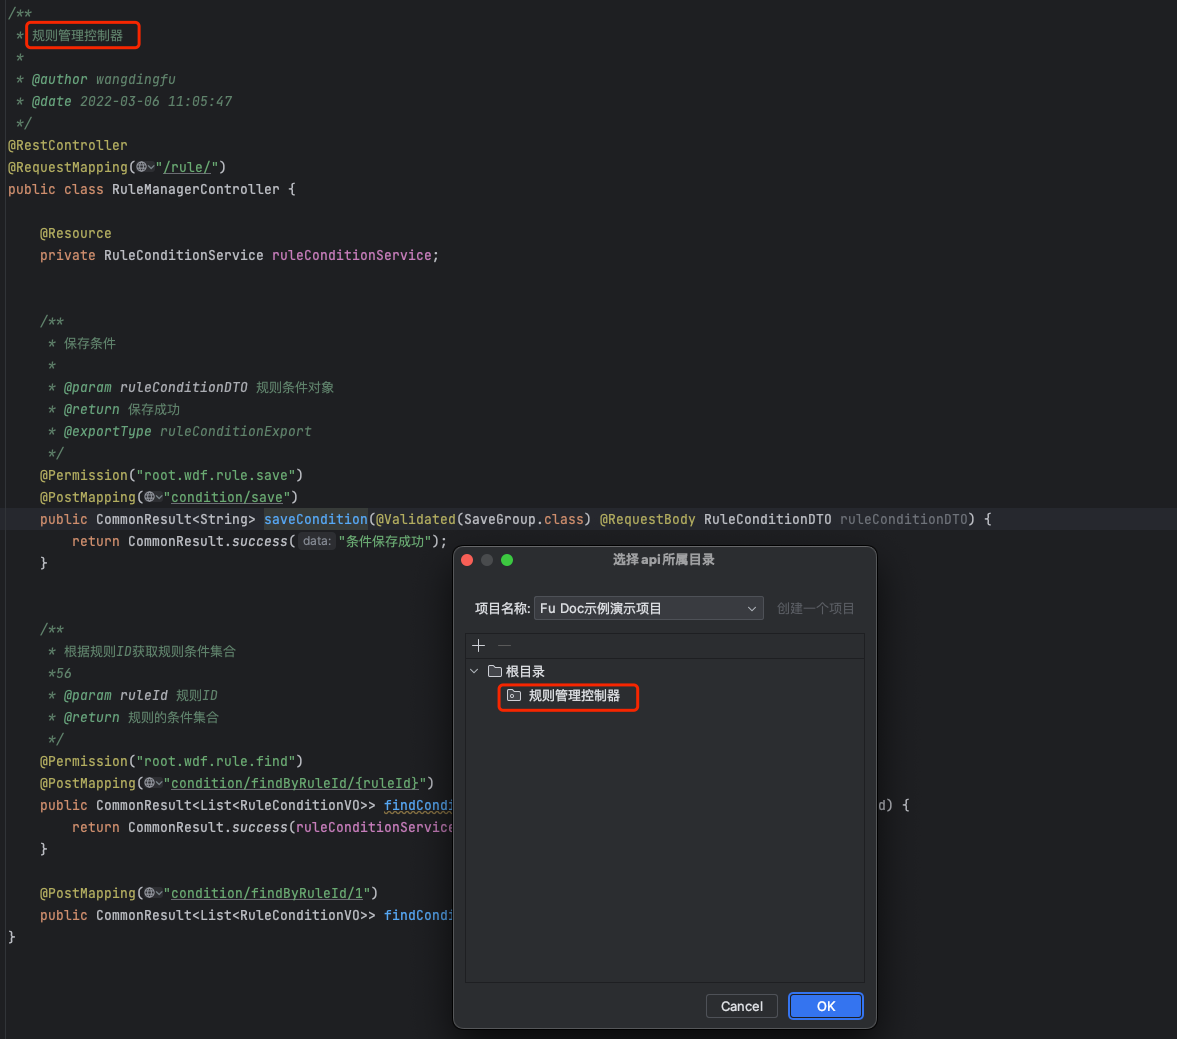 /**
* 规则管理控制器
*
* @author wangdingfu
* @date 2022-03-06 11:05:47
*/
@RestController
@RequestMapping("/rule/")
public class RuleManagerController {
@Resource
private RuleConditionService ruleConditionService;
/**
* 保存条件
*
* @param ruleConditionDTO 规则条件对象
* @return 保存成功
* @exportType ruleConditionExport
*/
@Permission("root.wdf.rule.save")
@PostMapping("condition/save")
public CommonResult<String> saveCondition(@Validated(SaveGroup.class) @RequestBody RuleConditionDTO ruleConditionDTO) {
return CommonResult.success( data: "条件保存成功");
}
/**
* 根据规则ID获取规则条件集合
*56
* @param ruleId 规则ID
* @return 规则的条件集合
*/
@Permission("root.wdf.rule.find")
@PostMapping("condition/findByRuleId/{ruleId}")
public CommonResult<List<RuleConditionVO>> findCondi
d) {
return CommonResult.success(ruleConditionService
}
@PostMapping("condition/findByRuleId/1")
public CommonResult<List<RuleConditionVO>> findCondi
}
选择api所属目录
项目名称: Fu Doc示例演示项目 创建一个项目
根目录
规则管理控制器
Cancel OK